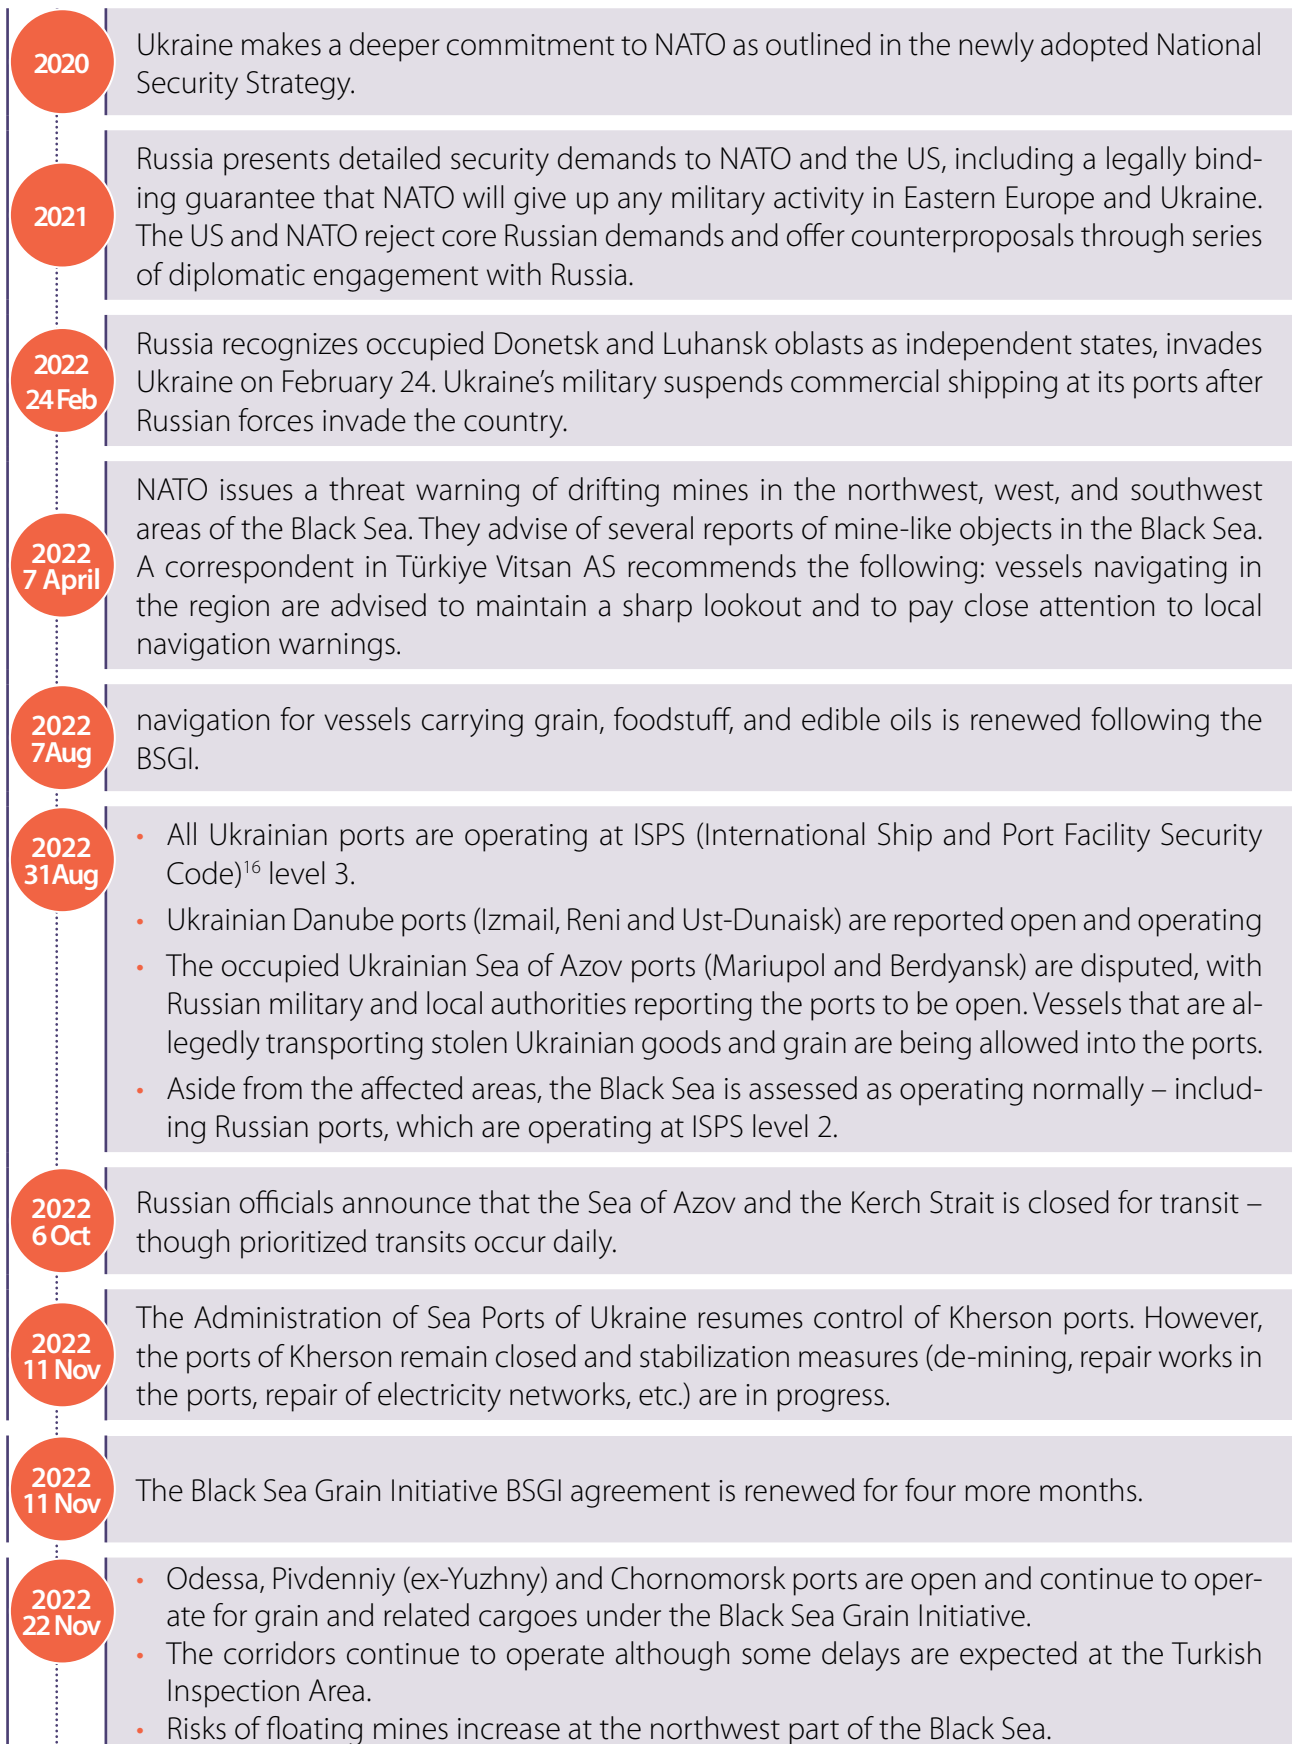 2020
Ukraine makes a deeper commitment to NATO as outlined in the newly adopted National
Security Strategy.
2021
Russia presents detailed security demands to NATO and the US, including a legally bind-
ing guarantee that NATO will give up any military activity in Eastern Europe and Ukraine.
The US and NATO reject core Russian demands and offer counterproposals through series
of diplomatic engagement with Russia.
2022
24 Feb
Russia recognizes occupied Donetsk and Luhansk oblasts as independent states, invades
Ukraine on February 24. Ukraine’s military suspends commercial shipping at its ports after
Russian forces invade the country.
2022
7 April
NATO issues a threat warning of drifting mines in the northwest, west, and southwest
areas of the Black Sea. They advise of several reports of mine-like objects in the Black Sea.
A correspondent in Türkiye Vitsan AS recommends the following: vessels navigating in
the region are advised to maintain a sharp lookout and to pay close attention to local
navigation warnings.
2022
7Aug
navigation for vessels carrying grain, foodstuff, and edible oils is renewed following the
BSGI.
2022
31Aug
• All Ukrainian ports are operating at ISPS (International Ship and Port Facility Security
Code)16 level 3.
• Ukrainian Danube ports (Izmail, Reni and Ust-Dunaisk) are reported open and operating
• The occupied Ukrainian Sea of Azov ports (Mariupol and Berdyansk) are disputed, with
Russian military and local authorities reporting the ports to be open. Vessels that are al-
legedly transporting stolen Ukrainian goods and grain are being allowed into the ports.
• Aside from the affected areas, the Black Sea is assessed as operating normally – includ-
ing Russian ports, which are operating at ISPS level 2.
2022
6 Oct
Russian officials announce that the Sea of Azov and the Kerch Strait is closed for transit –
though prioritized transits occur daily.
2022
11 Nov
The Administration of Sea Ports of Ukraine resumes control of Kherson ports. However,
the ports of Kherson remain closed and stabilization measures (de-mining, repair works in
the ports, repair of electricity networks, etc.) are in progress.
2022
11 Nov
The Black Sea Grain Initiative BSGI agreement is renewed for four more months.
2022
22 Nov
• Odessa, Pivdenniy (ex-Yuzhny) and Chornomorsk ports are open and continue to oper-
ate for grain and related cargoes under the Black Sea Grain Initiative.
• The corridors continue to operate although some delays are expected at the Turkish
Inspection Area.
• Risks of floating mines increase at the northwest part of the Black Sea.